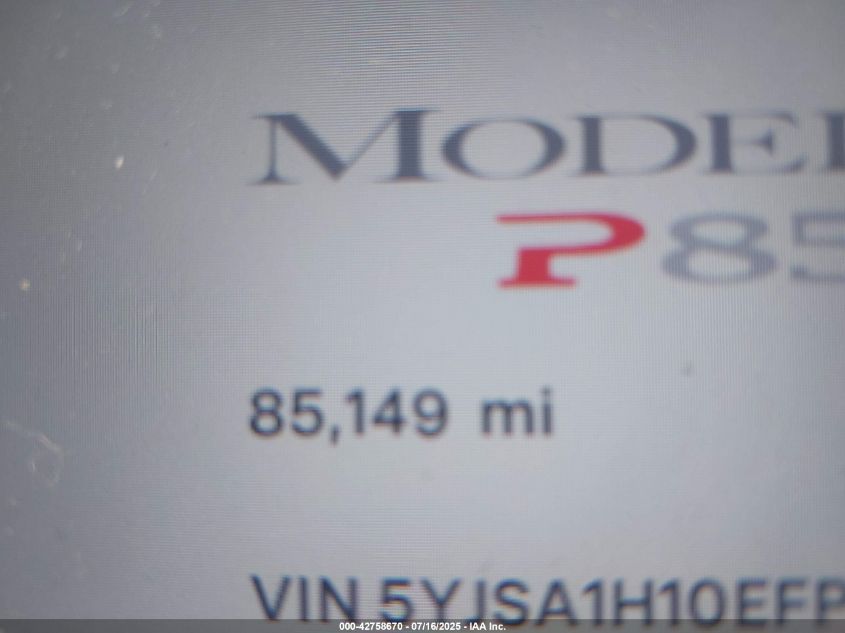 MODEL
P85
85,149 mi
VIN 5YJSA1H10EFP
000-42758670 - 07/16/2025 - IAA Inc.